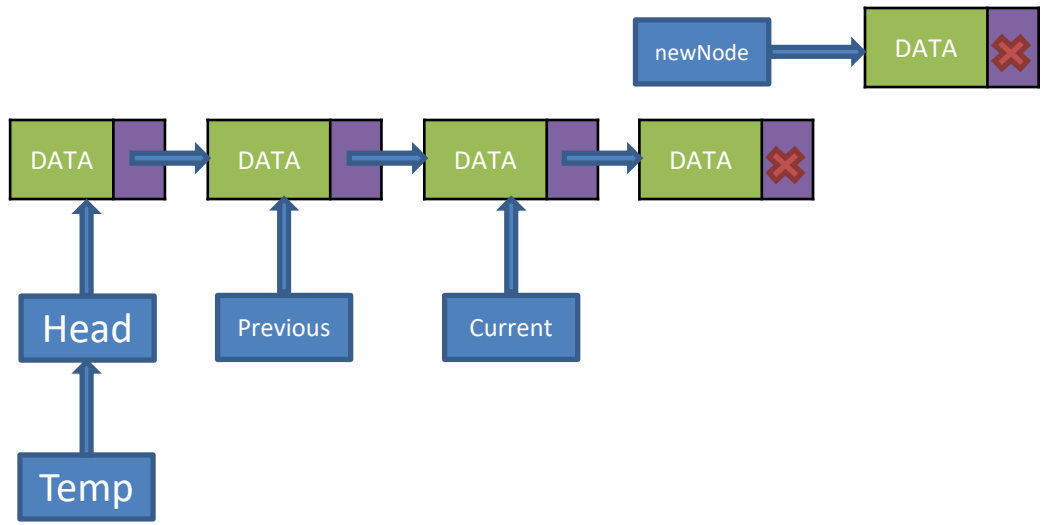 newNode
DATA
DATA
DATA
DATA
DATA
Head
Previous
Current
Temp